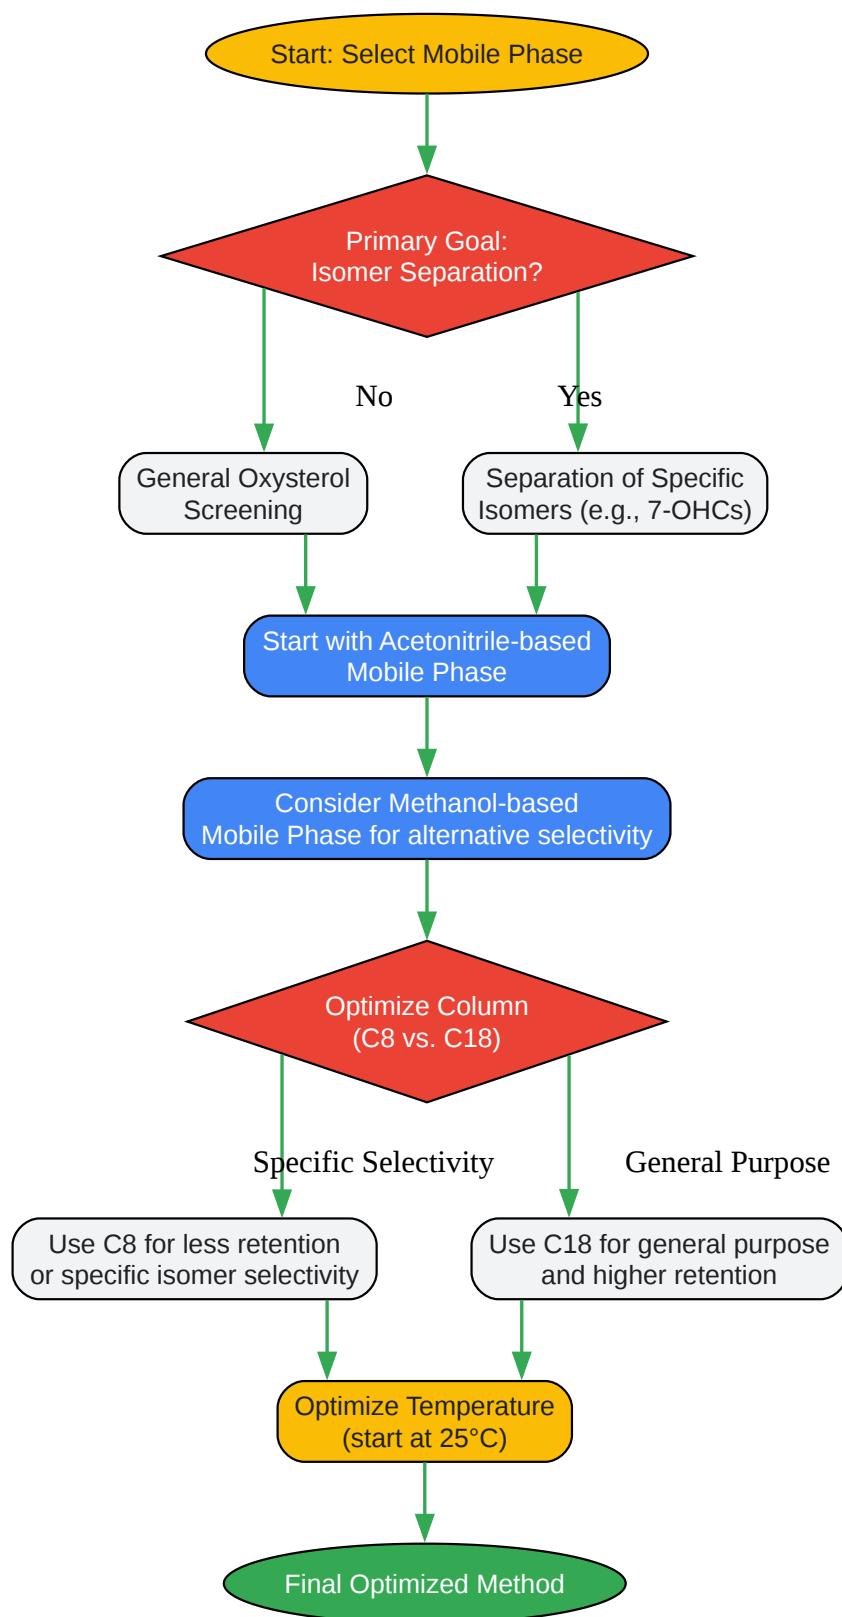 Start: Select Mobile Phase
Primary Goal:
Isomer Separation?
No
Yes
General Oxysterol
Screening
Separation of Specific
Isomers (e.g., 7-OHCs)
Start with Acetonitrile-based
Mobile Phase
Consider Methanol-based
Mobile Phase for alternative selectivity
Optimize Column
(C8 vs. C18)
Specific Selectivity
General Purpose
Use C8 for less retention
or specific isomer selectivity
Use C18 for general purpose
and higher retention
Optimize Temperature
(start at 25°C)
Final Optimized Method